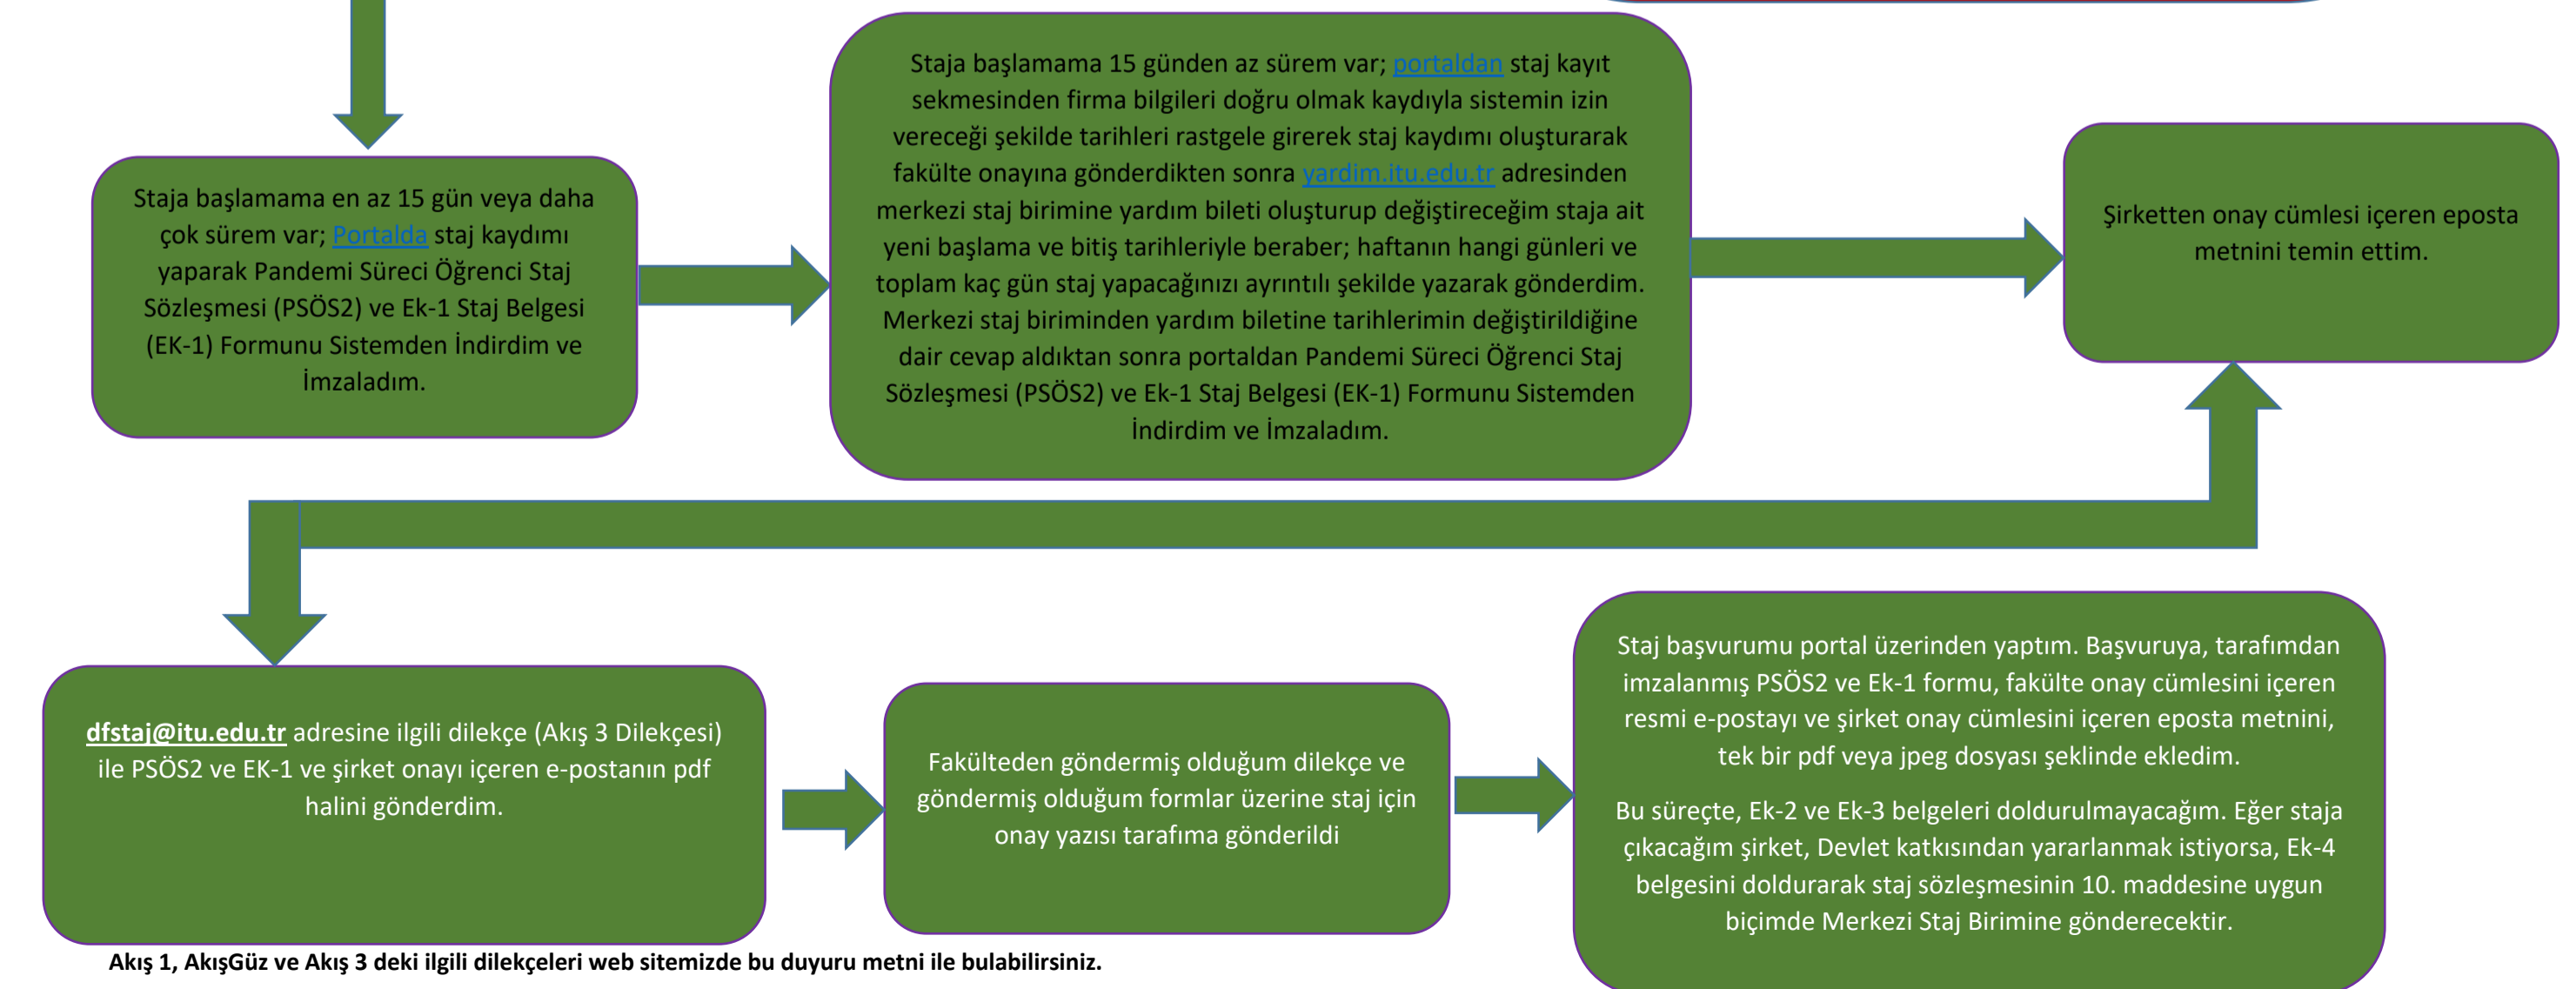 Staja başlamama en az 15 gün veya daha
çok sürem var; Portalda staj kaydımı
yaparak Pandemi Süreci Öğrenci Staj
Sözleşmesi (PSÖS2) ve Ek-1 Staj Belgesi
(EK-1) Formunu Sistemden İndirdim ve
İmzaladım.
Staja başlamama 15 günden az sürem var; portaldan staj kayıt
sekmesinden firma bilgileri doğru olmak kaydıyla sistemin izin
vereceği şekilde tarihleri rastgele girerek staj kaydımı oluşturarak
fakülte onayına gönderdikten sonra yardim.itu.edu.tr adresinden
merkezi staj birimine yardım bileti oluşturup değiştireceğim staja ait
yeni başlama ve bitiş tarihleriyle beraber; haftanın hangi günleri ve
toplam kaç gün staj yapacağınızı ayrıntılı şekilde yazarak gönderdim.
Merkezi staj biriminden yardım biletine tarihlerimin değiştirildiğine
dair cevap aldıktan sonra portaldan Pandemi Süreci Öğrenci Staj
Sözleşmesi (PSÖS2) ve Ek-1 Staj Belgesi (EK-1) Formunu Sistemden
İndirdim ve İmzaladım.
Şirketten onay cümlesi içeren eposta
metnini temin ettim.
dfstaj@itu.edu.tr adresine ilgili dilekçe (Akış 3 Dilekçesi)
ile PSÖS2 ve EK-1 ve şirket onayı içeren e-postanın pdf
halini gönderdim.
Fakülteden göndermiş olduğum dilekçe ve
göndermiş olduğum formlar üzerine staj için
onay yazısı tarafıma gönderildi
Staj başvurumu portal üzerinden yaptım. Başvuruya, tarafımdan
imzalanmış PSÖS2 ve Ek-1 formu, fakülte onay cümlesini içeren
resmi e-postayı ve şirket onay cümlesini içeren eposta metnini,
tek bir pdf veya jpeg dosyası şeklinde ekledim.
Bu süreçte, Ek-2 ve Ek-3 belgeleri doldurulmayacağım. Eğer staja
çıkacağım şirket, Devlet katkısından yararlanmak istiyorsa, Ek-4
belgesini doldurarak staj sözleşmesinin 10. maddesine uygun
biçimde Merkezi Staj Birimine gönderecektir.
Akış 1, AkışGüz ve Akış 3 deki ilgili dilekçeleri web sitemizde bu duyuru metni ile bulabilirsiniz.